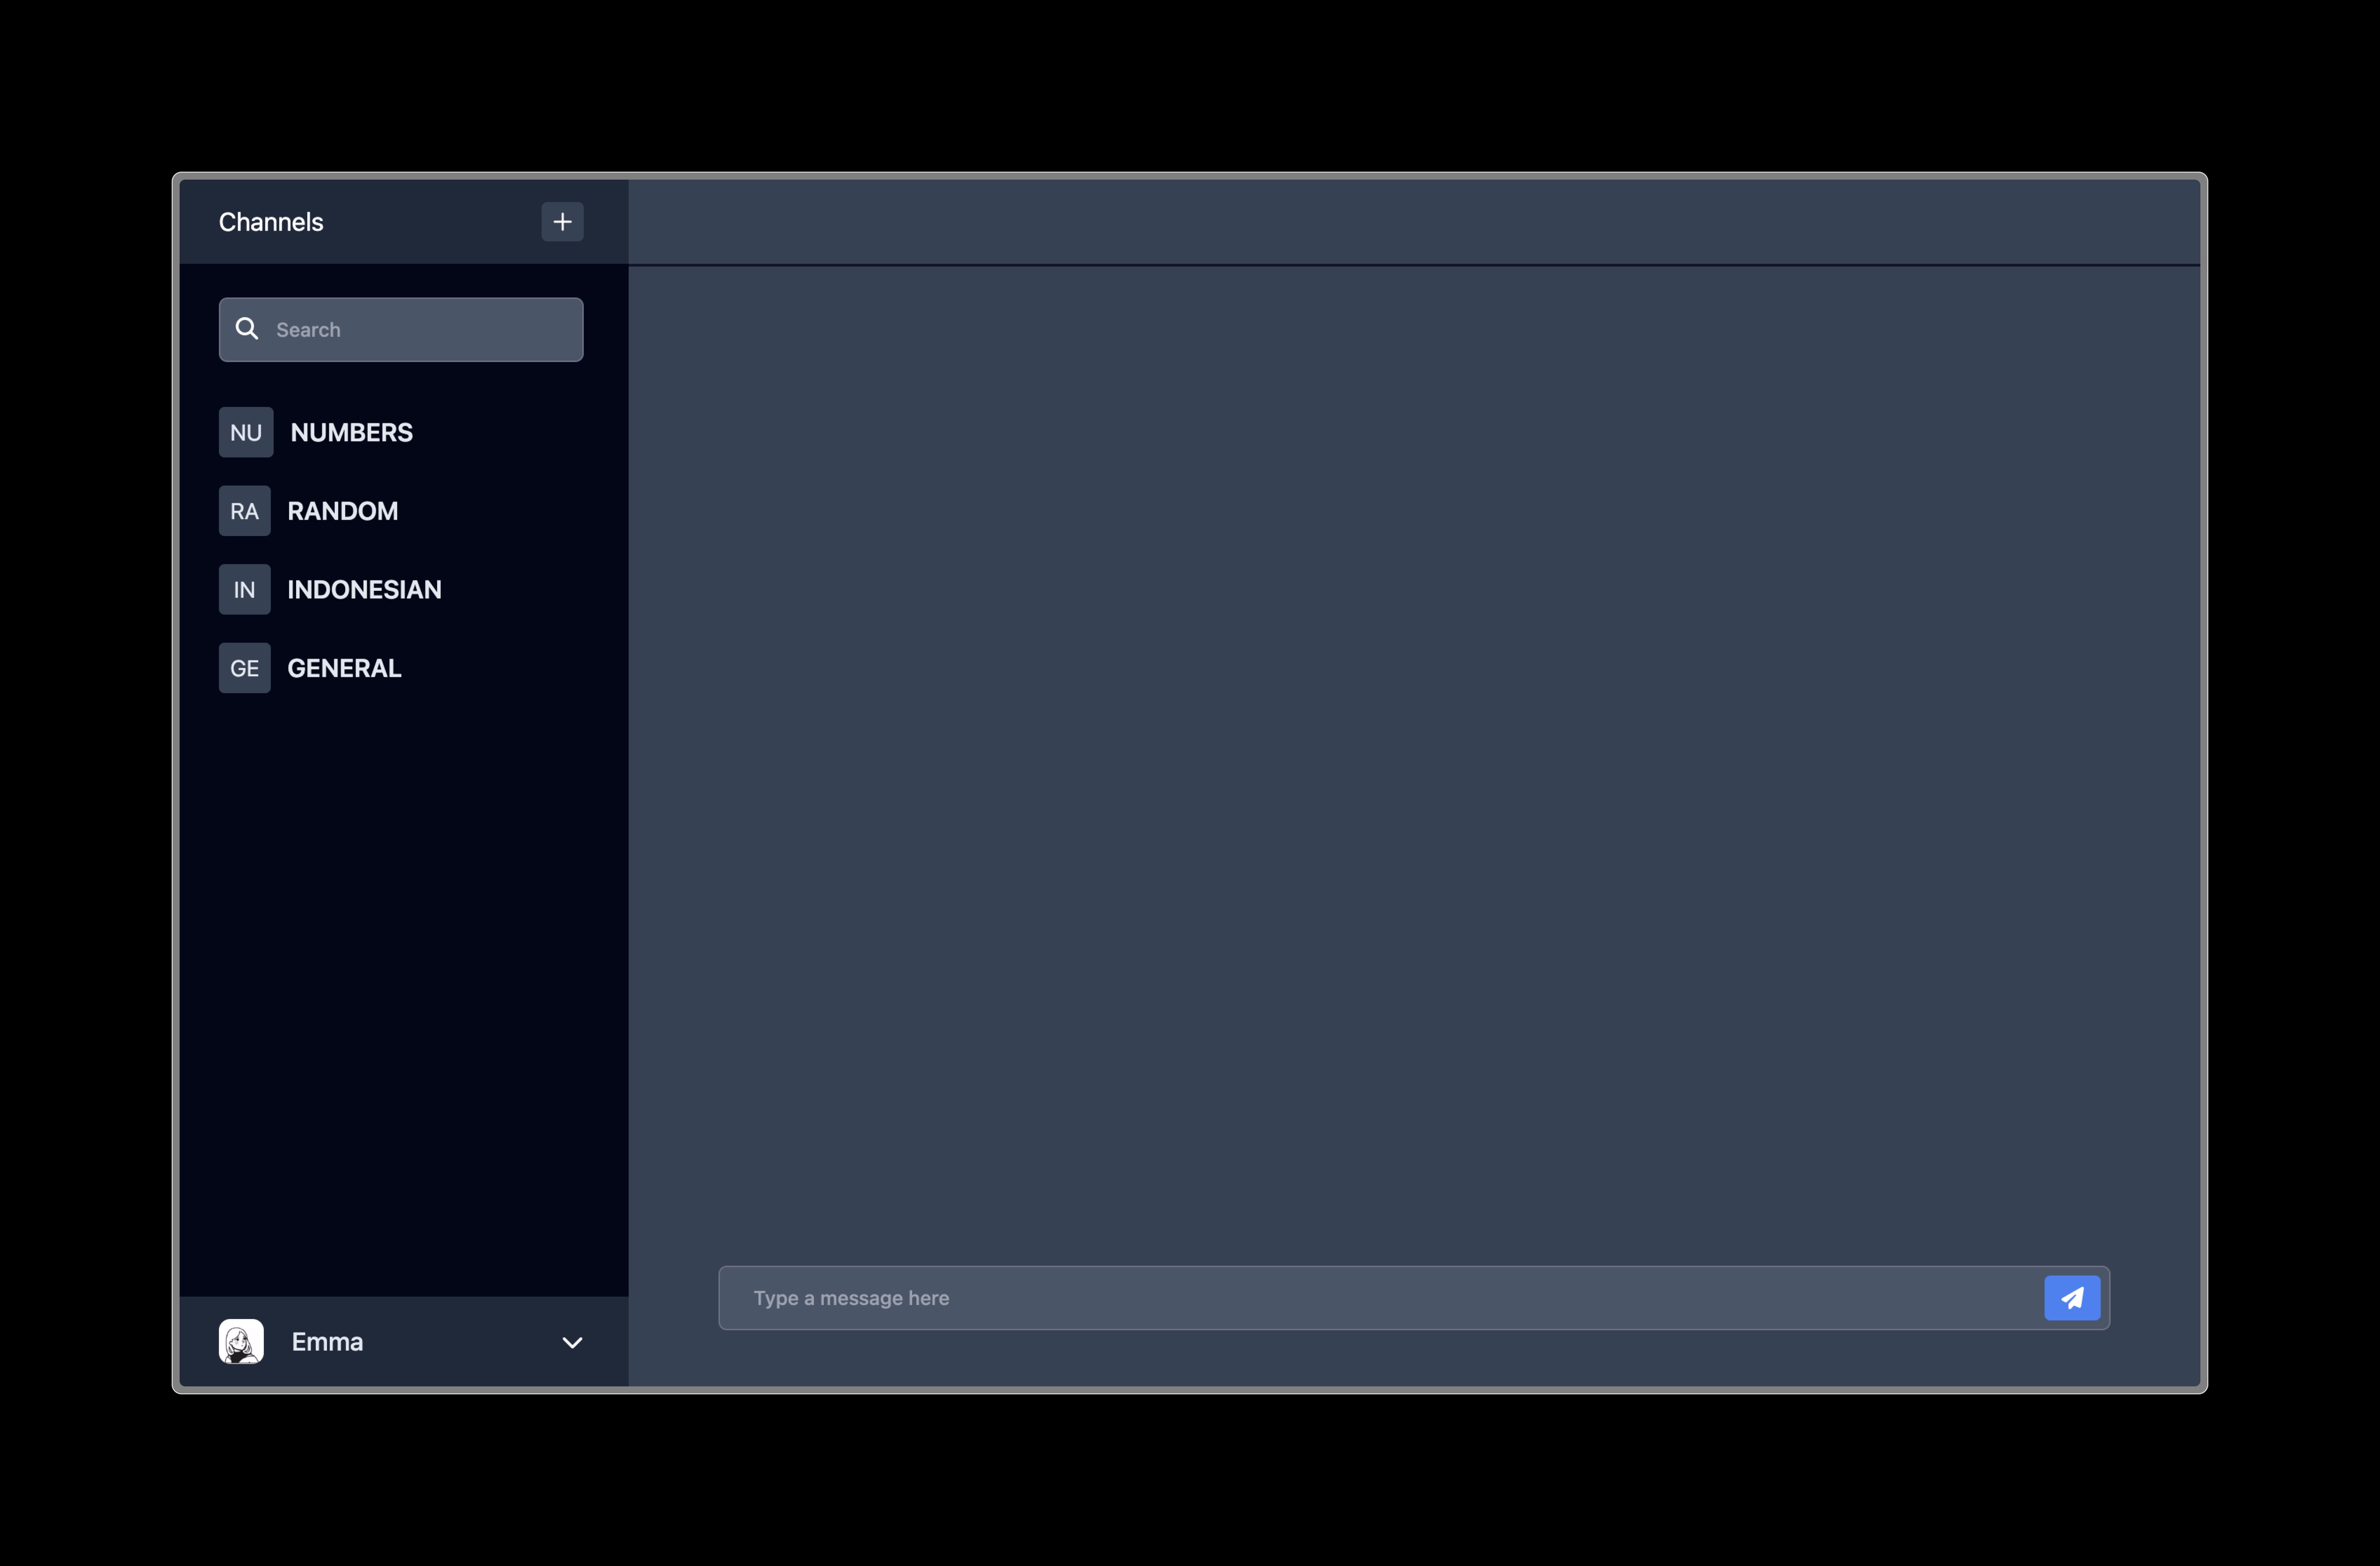 Channels
Search
NU NUMBERS
RA RANDOM
IN INDONESIAN
GE GENERAL
Type a message here
Emma